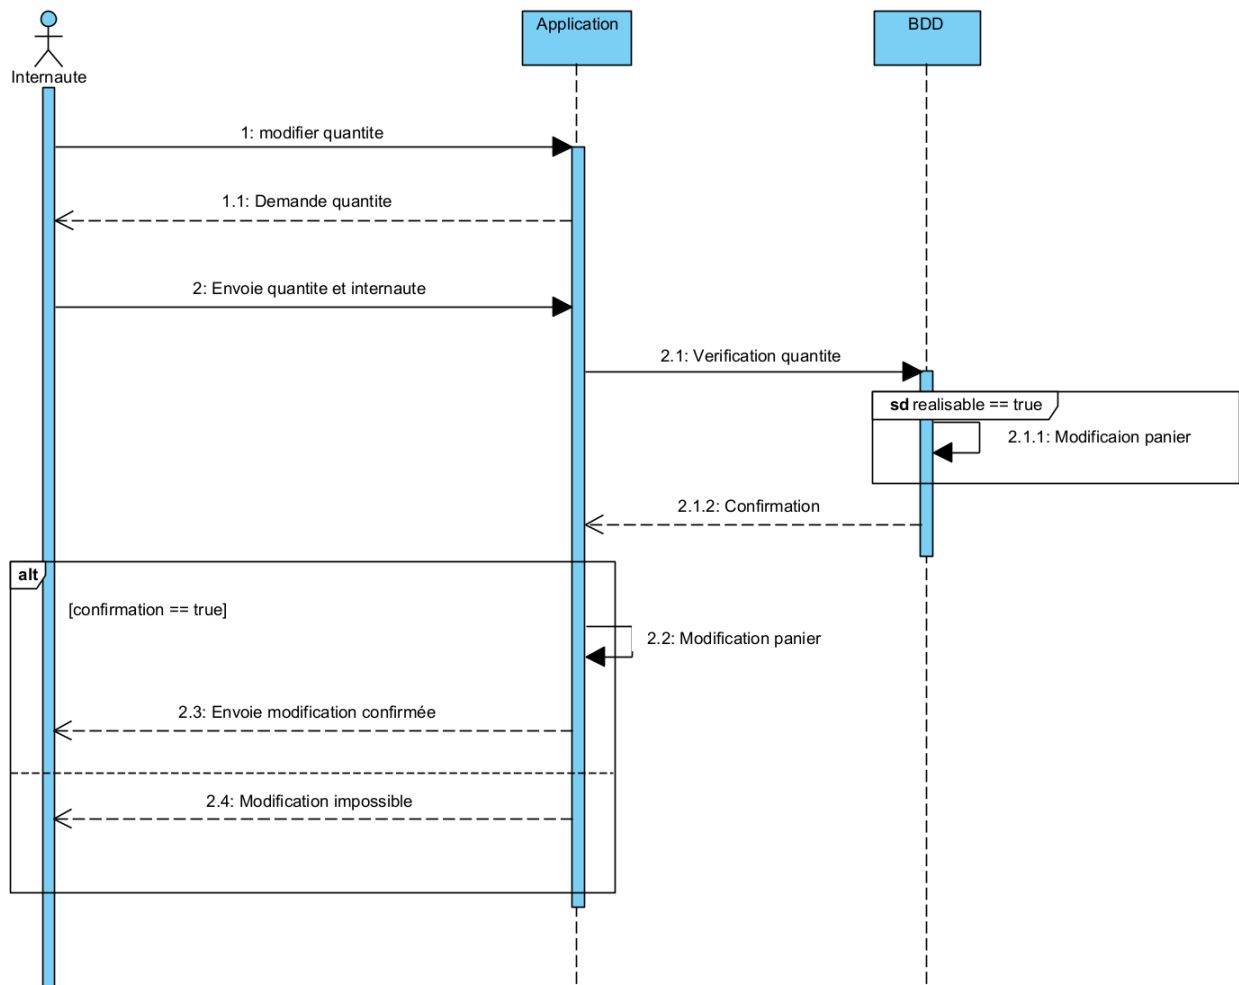 Internaute
Application
BDD
1: modifier quantite
1.1: Demande quantite
2: Envoie quantite et internaute
2.1: Verification quantite
sd realisable == true
2.1.1: Modificaion panier
2.1.2: Confirmation
alt
[confirmation == true]
2.2: Modification panier
2.3: Envoie modification confirmée
2.4: Modification impossible